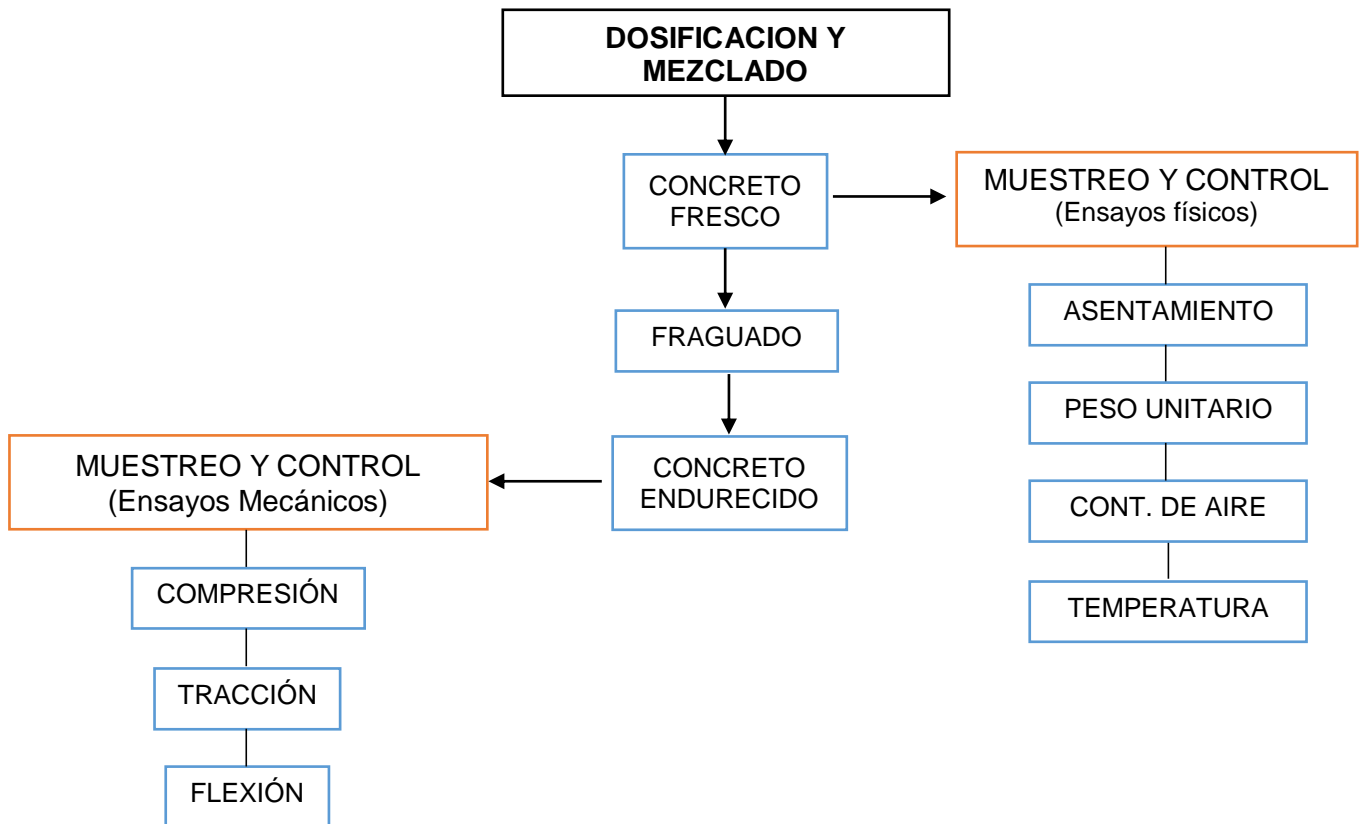 DOSIFICACION Y
MEZCLADO
CONCRETO
FRESCO
MUESTREO Y CONTROL
(Ensayos físicos)
ASENTAMIENTO
PESO UNITARIO
CONT. DE AIRE
TEMPERATURA
FRAGUADO
CONCRETO
ENDURECIDO
MUESTREO Y CONTROL
(Ensayos Mecánicos)
COMPRESIÓN
TRACCIÓN
FLEXIÓN